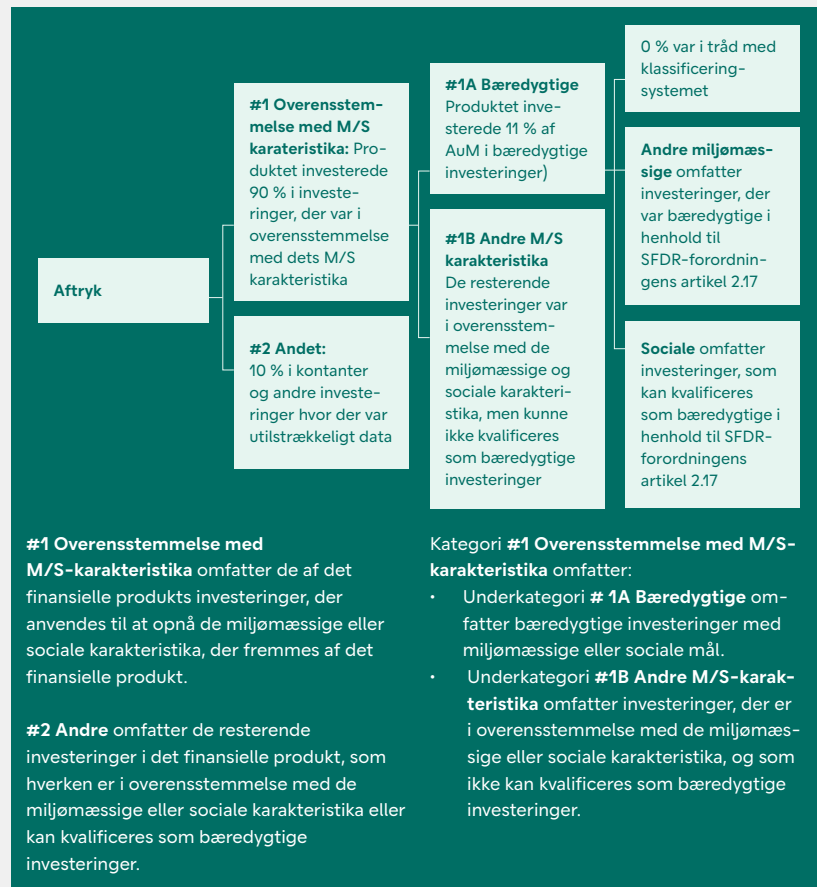 Aftryk
#1 Overensstem-
melse med M/S
karateristika: Pro-
duktet investerede
90 % i investe-
ringer, der var i
overensstemmelse
med dets M/S
karakteristika
#2 Andet:
10 % i kontanter
og andre investe-
ringer hvor der var
utilstrækkeligt data
#1A Bæredygtige
Produktet inve-
sterede 11 % af
AuM i bæredygtige
investeringer)
#1B Andre M/S
karakteristika
De resterende
investeringer var
i overensstem-
melse med de
miljømæssige og
sociale karakteri-
stika, men kunne
ikke kvalificeres
som bæredygtige
investeringer
0 % var i tråd med
klassificering-
systemet
Andre miljømæs-
sige omfatter
investeringer, der
var bæredygtige i
henhold til
SFDR-forordnin-
gens artikel 2.17
Sociale omfatter
investeringer, som
kan kvalificeres
som bæredygtige i
henhold til SFDR-
forordningens
artikel 2.17
#1 Overensstemmelse med
M/S-karakteristika omfatter de af det
finansielle produkts investeringer, der
anvendes til at opnå de miljømæssige eller
sociale karakteristika, der fremmes af det
finansielle produkt.
#2 Andre omfatter de resterende
investeringer i det finansielle produkt, som
hverken er i overensstemmelse med de
miljømæssige eller sociale karakteristika eller
kan kvalificeres som bæredygtige
investeringer.
Kategori #1 Overensstemmelse med M/S-
karakteristika omfatter:
• Underkategori # 1A Bæredygtige om-
fatter bæredygtige investeringer med
miljømæssige eller sociale mål.
• Underkategori #1B Andre M/S-karak-
teristika omfatter investeringer, der er
i overensstemmelse med de miljømæs-
sige eller sociale karakteristika, og som
ikke kan kvalificeres som bæredygtige
investeringer.